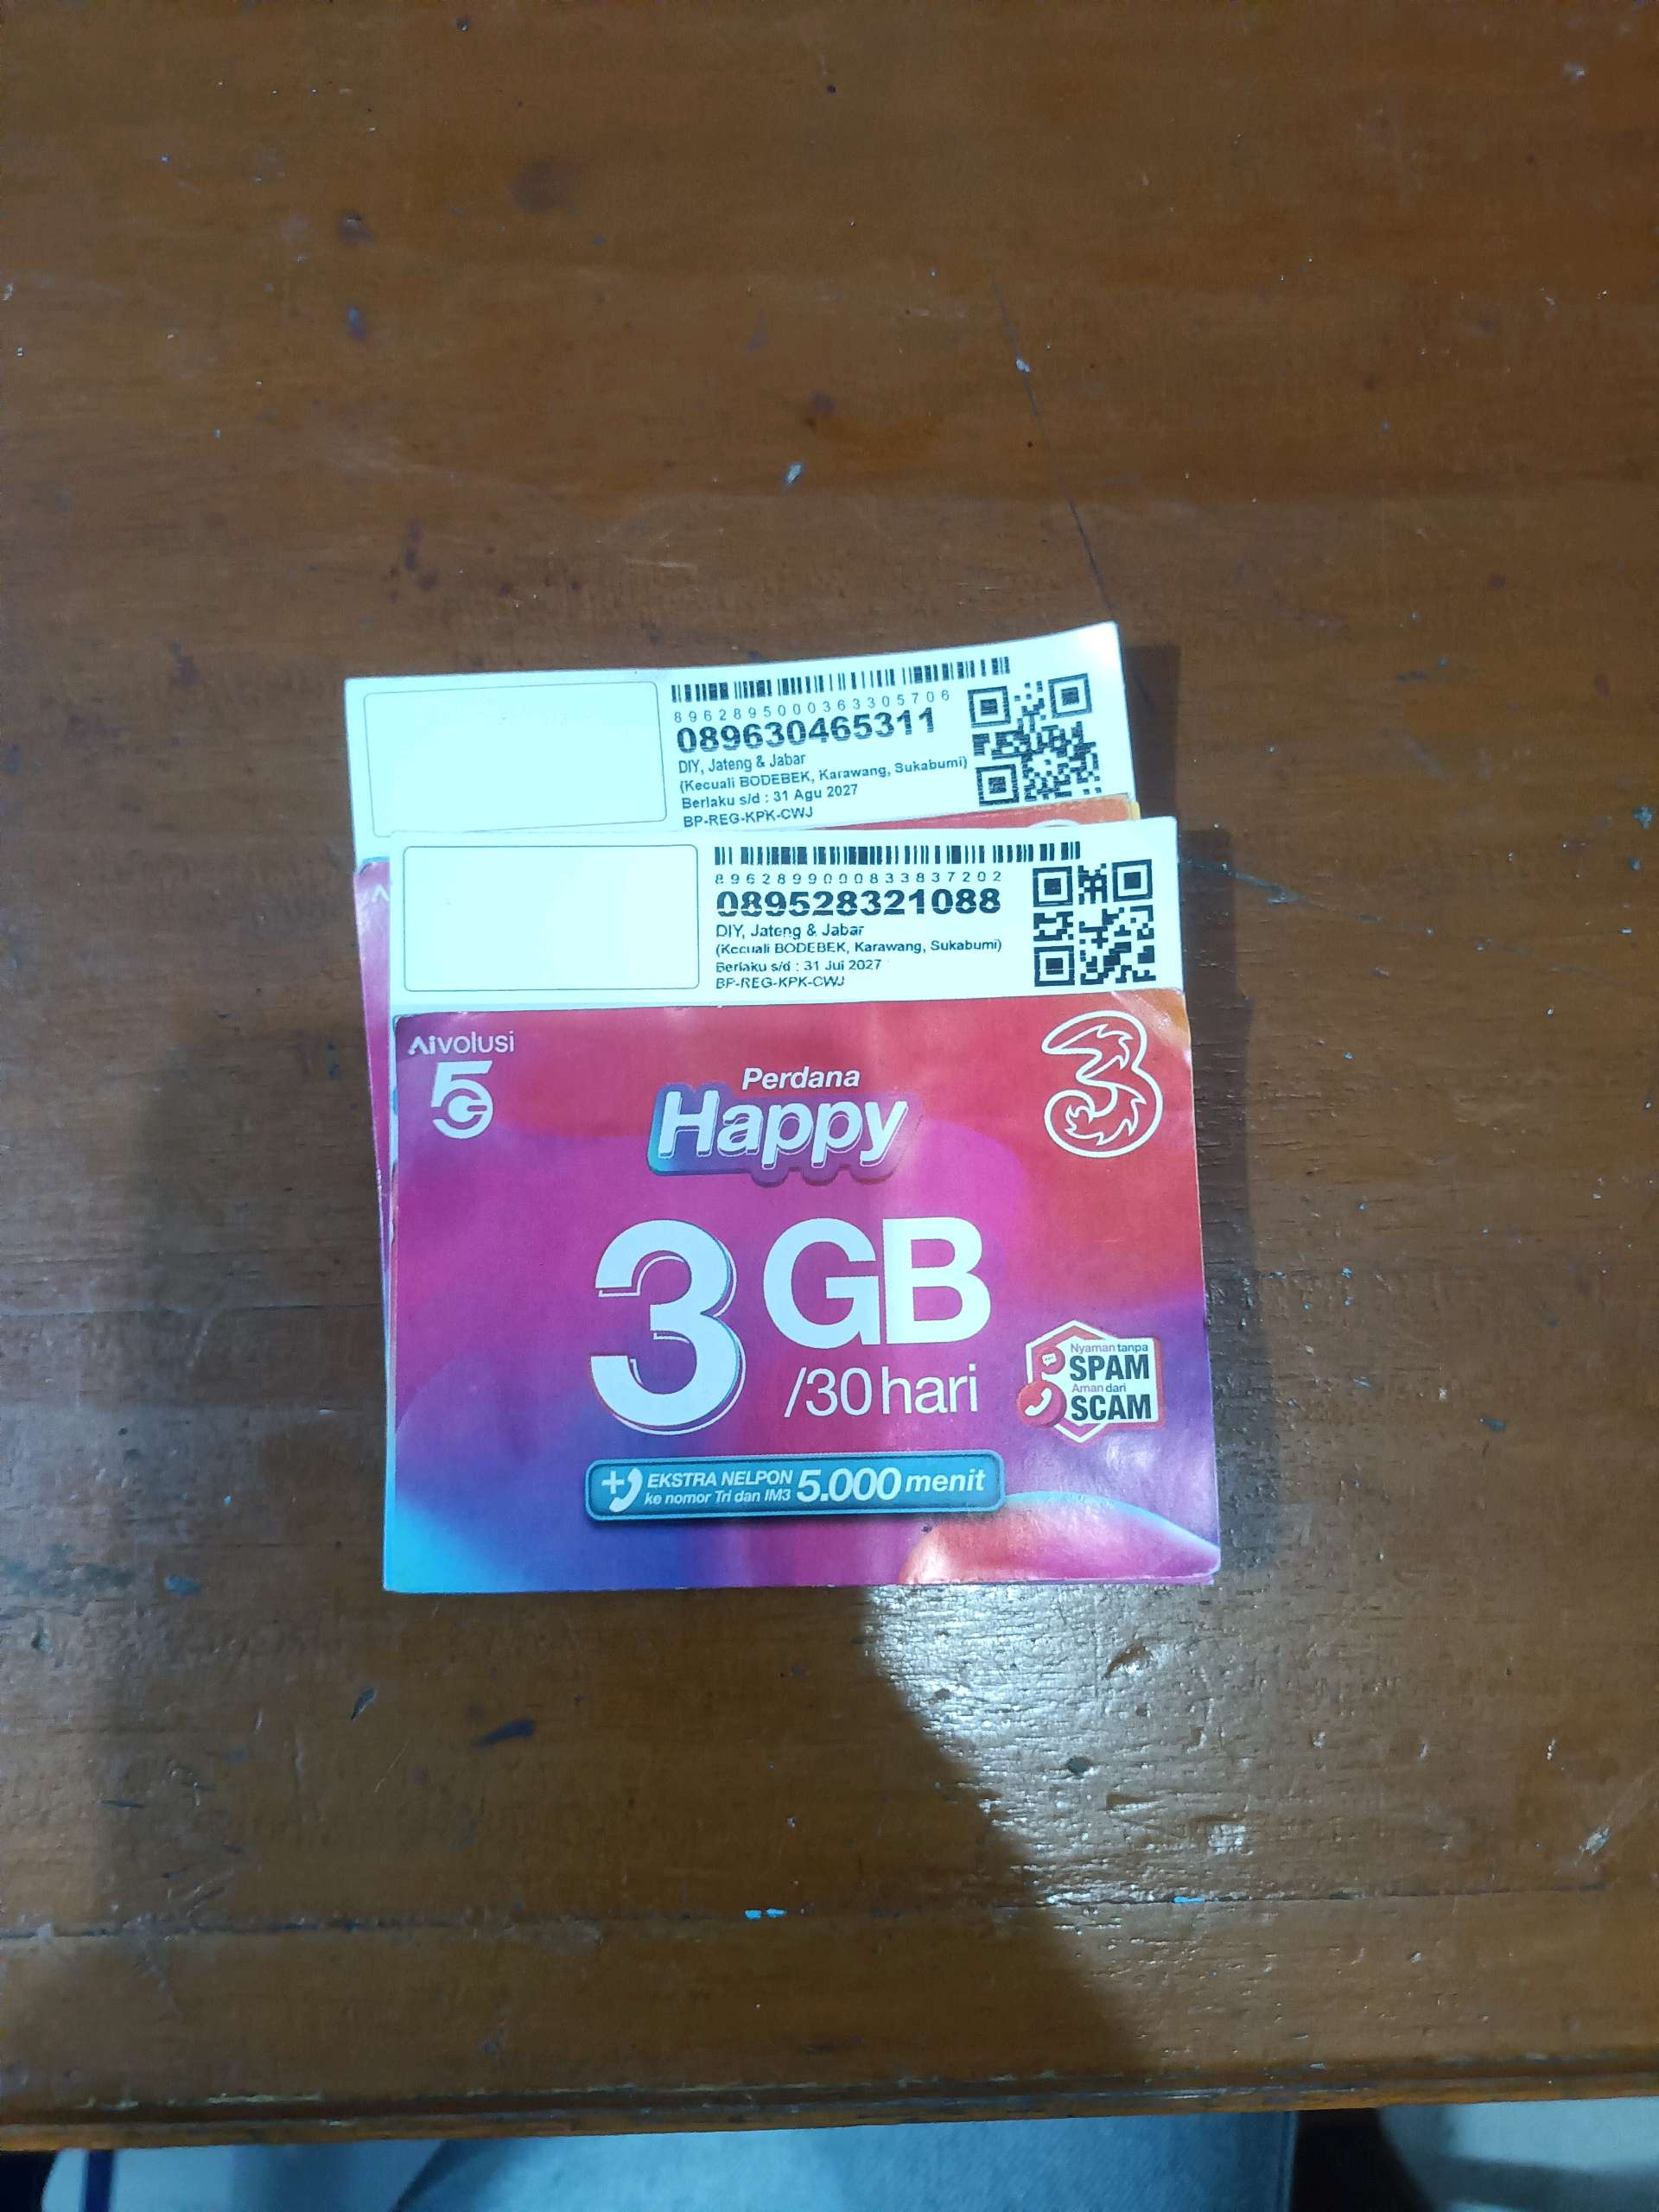 8962895000363305706
089630465311
DIY, Jateng & Jabar
(Kecuali BODEBEK, Karawang, Sukabumi)
Berlaku s/d : 31 Agu 2027
BP-REG-KPK-CWJ
8962899000833837202
089528321088
DIY, Jateng & Jabar
(Kecuali BODEBEK, Karawang, Sukabumi)
Berlaku s/d : 31 Jul 2027
BP-REG-KPK-CWJ
Aivolusi
5G
Perdana
Happy
3
3 GB
/30 hari
Nyaman tanpa
SPAM
Aman dari
SCAM
EKSTRA NELPON
ke nomor Tri dan IM3
5.000 menit